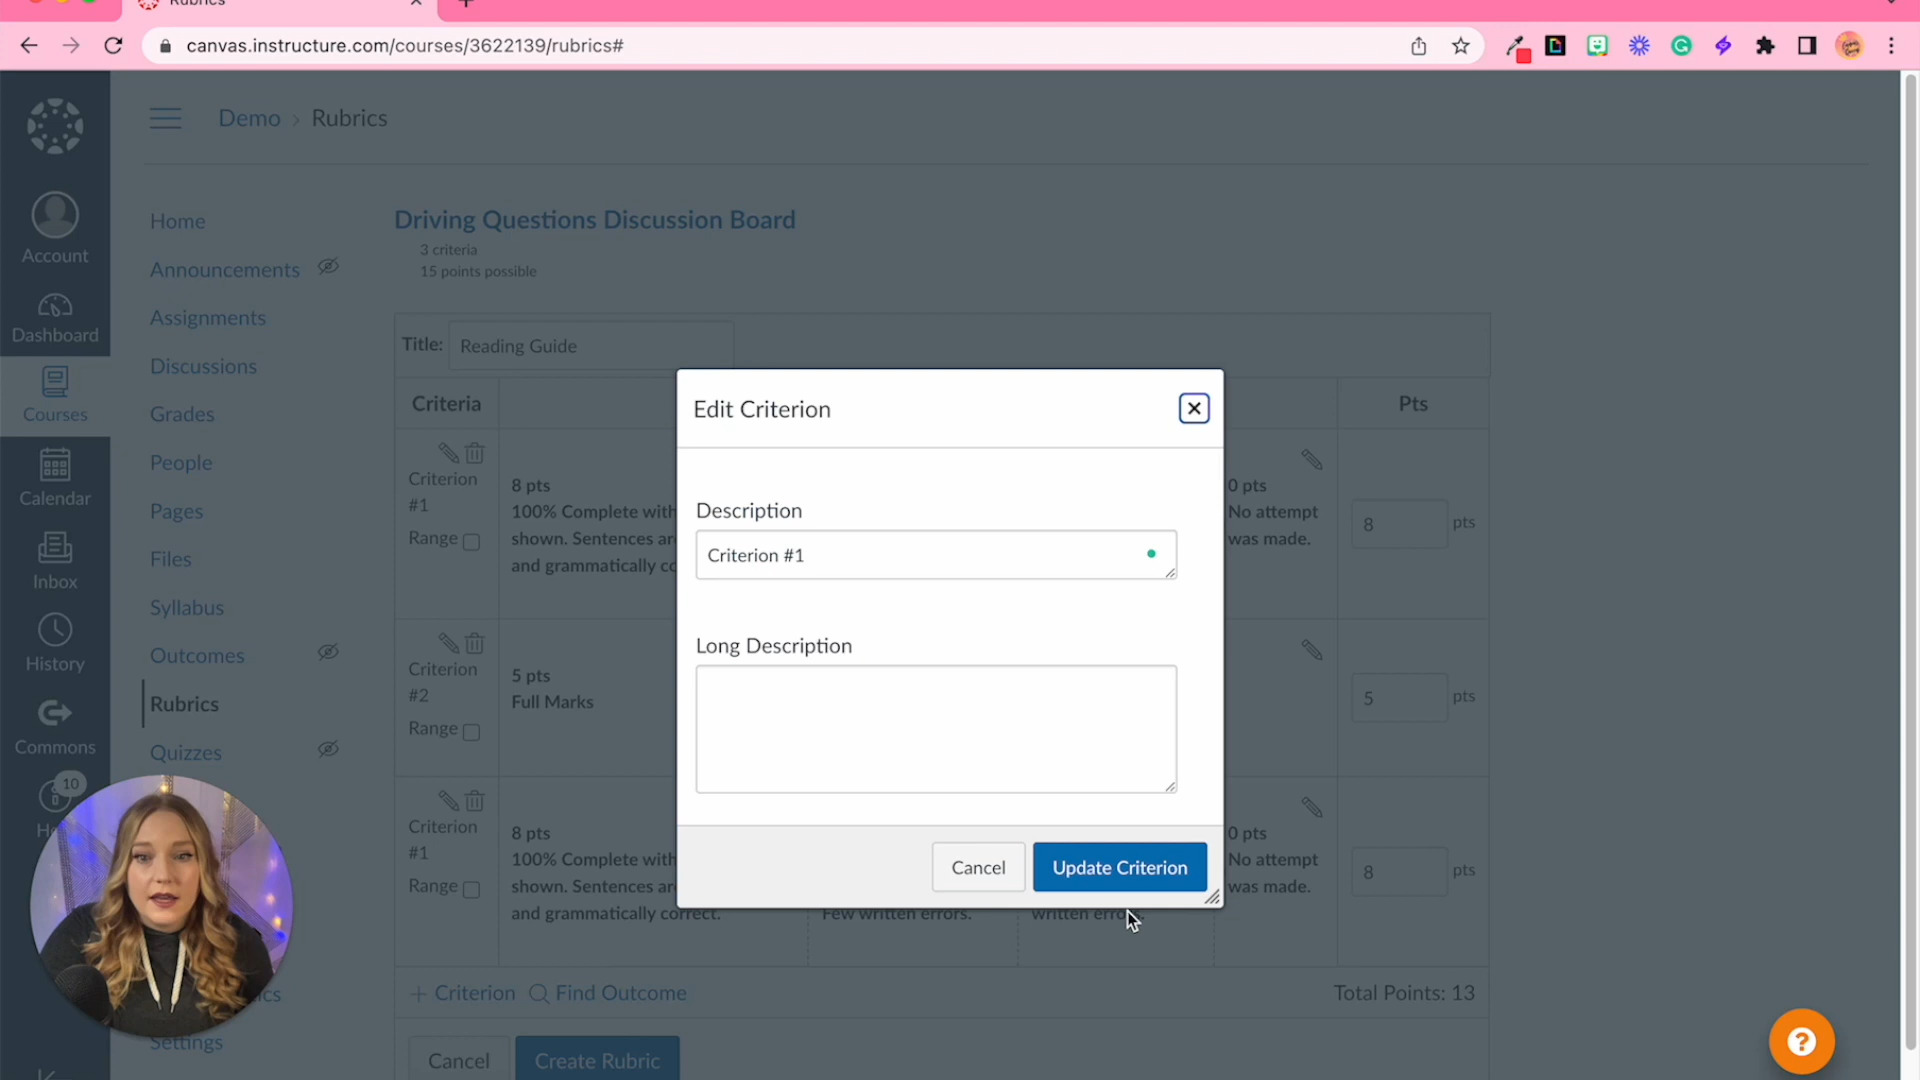 Rubrics
canvas.instructure.com/courses/3622139/rubrics#
Demo › Rubrics
Account
Dashboard
Courses
Calendar
Inbox
History
Commons
10
Home
Announcements
Assignments
Discussions
Grades
People
Pages
Files
Syllabus
Outcomes
Rubrics
Quizzes
Settings
Driving Questions Discussion Board
3 criteria
15 points possible
Title: Reading Guide
Criteria
Pts
Criterion
#1
Range
8 pts
100% Complete with
shown. Sentences
and grammatically
0 pts
No attempt
was made.
8 pts
Criterion
#2
Range
5 pts
Full Marks
5 pts
Criterion
#1
Range
8 pts
100% Complete with
shown. Sentences
and grammatically correct.
Few written errors.
written
0 pts
No attempt
was made.
8 pts
+ Criterion Find Outcome
Total Points: 13
Cancel Create Rubric
Edit Criterion
Description
Criterion #1
Long Description
Cancel Update Criterion
?